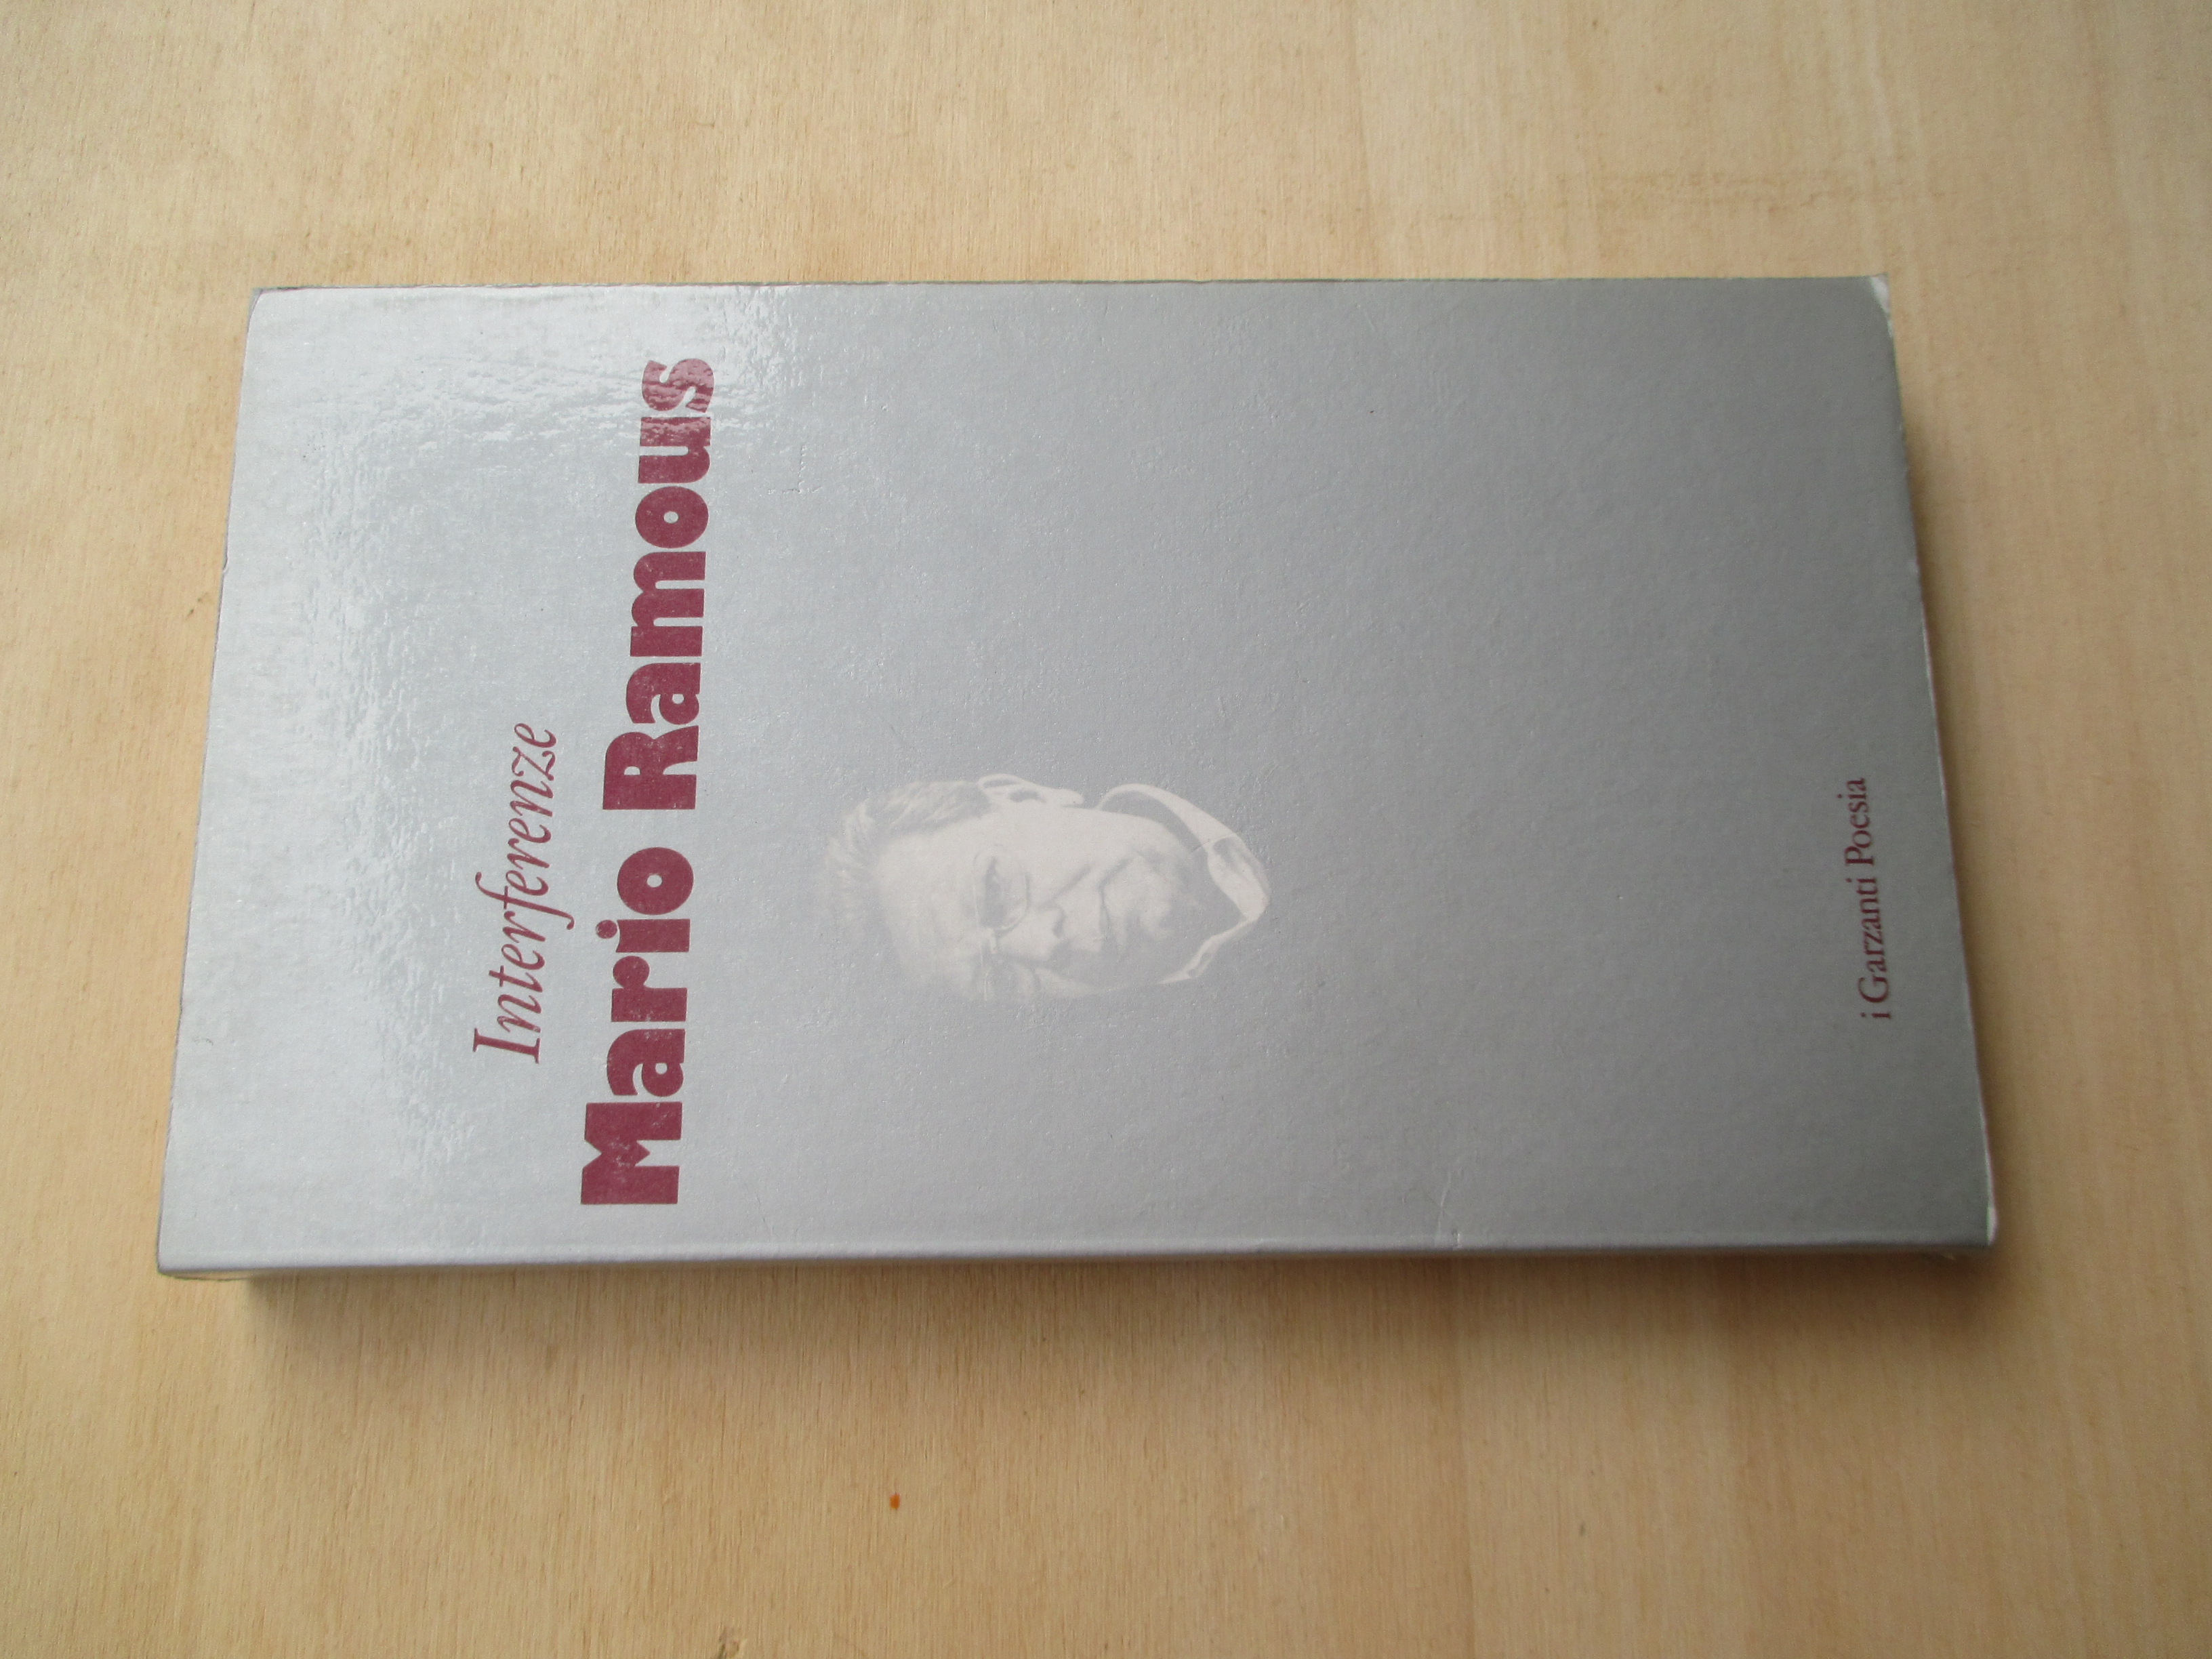 Interferenze
Mario Ramous
i Garzanti Poesia